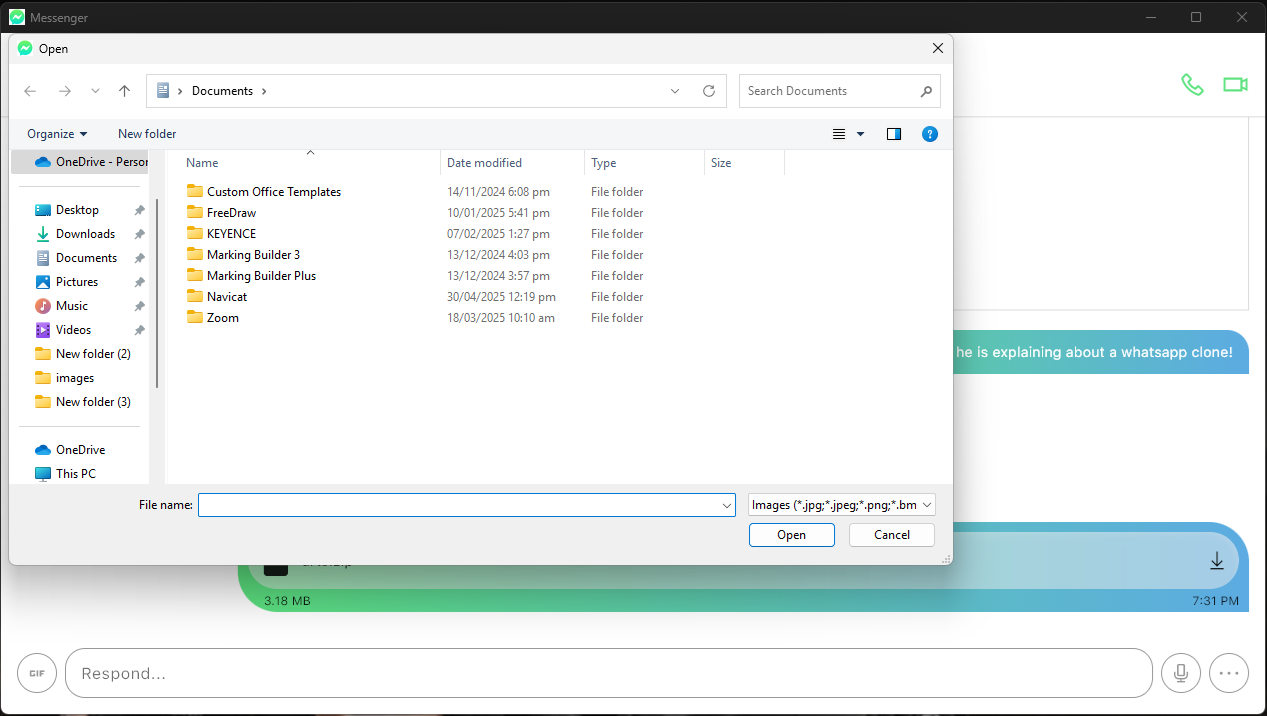 Messenger
Open
Documents
Search Documents
Organize
New folder
OneDrive - Person
Name
Date modified
Type
Size
Custom Office Templates 14/11/2024 6:08 pm File folder
FreeDraw 10/01/2025 5:41 pm File folder
KEYENCE 07/02/2025 1:27 pm File folder
Marking Builder 3 13/12/2024 4:03 pm File folder
Marking Builder Plus 13/12/2024 3:57 pm File folder
Navicat 30/04/2025 12:19 pm File folder
Zoom 18/03/2025 10:10 am File folder
Desktop
Downloads
Documents
Pictures
Music
Videos
New folder (2)
images
New folder (3)
OneDrive
This PC
he is explaining about a whatsapp clone!
File name:
Images (*.jpg;*.jpeg;*.png;*.bm
Open
Cancel
3.18 MB
7:31 PM
GIF
Respond...